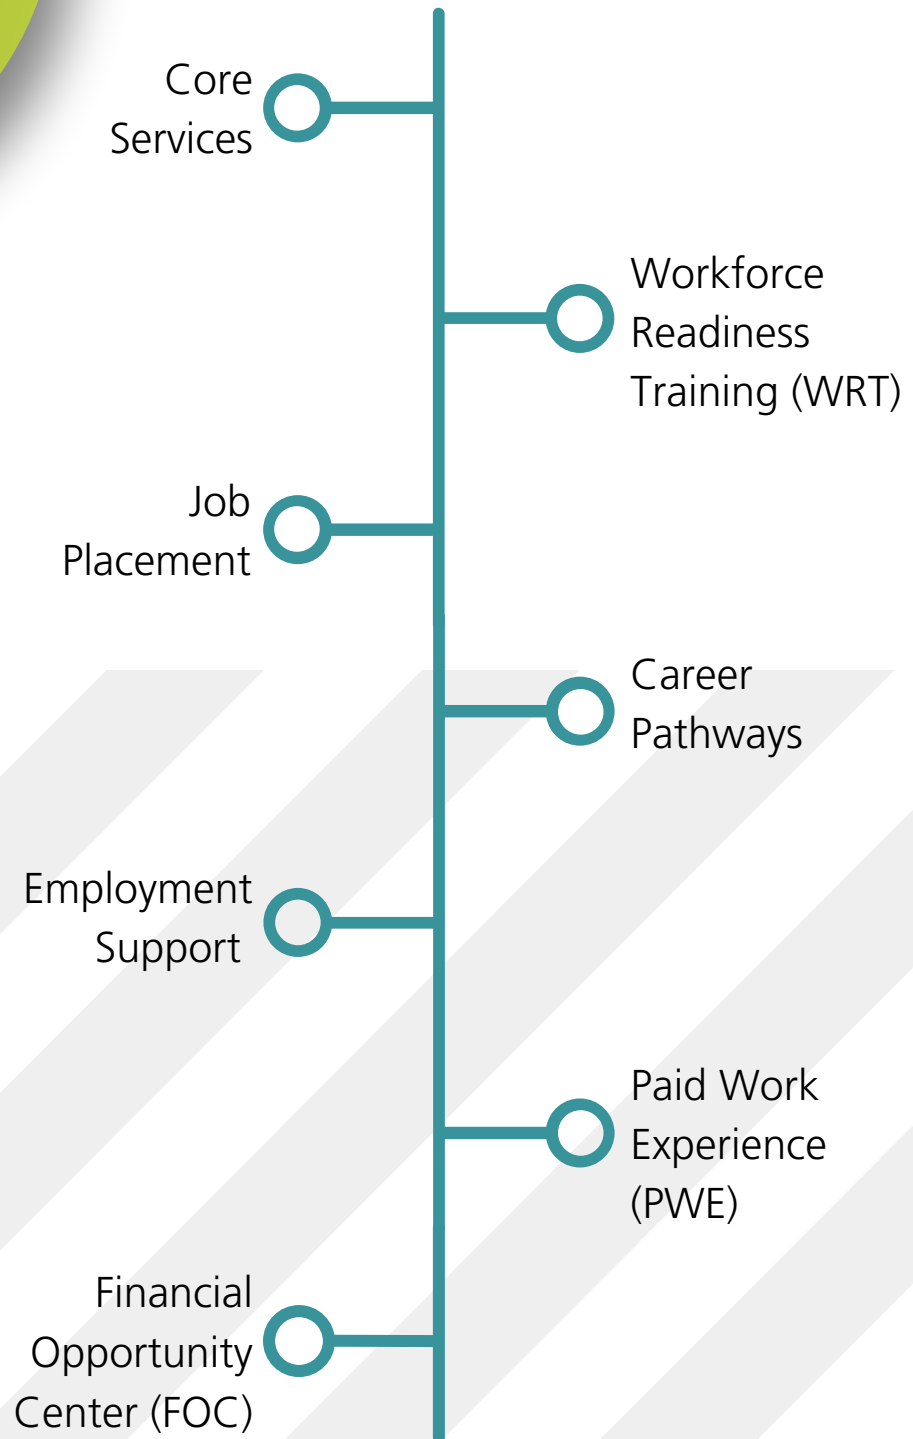 Core
Services
Workforce
Readiness
Training (WRT)
Job
Placement
Career
Pathways
Employment
Support
Paid Work
Experience
(PWE)
Financial
Opportunity
Center (FOC)